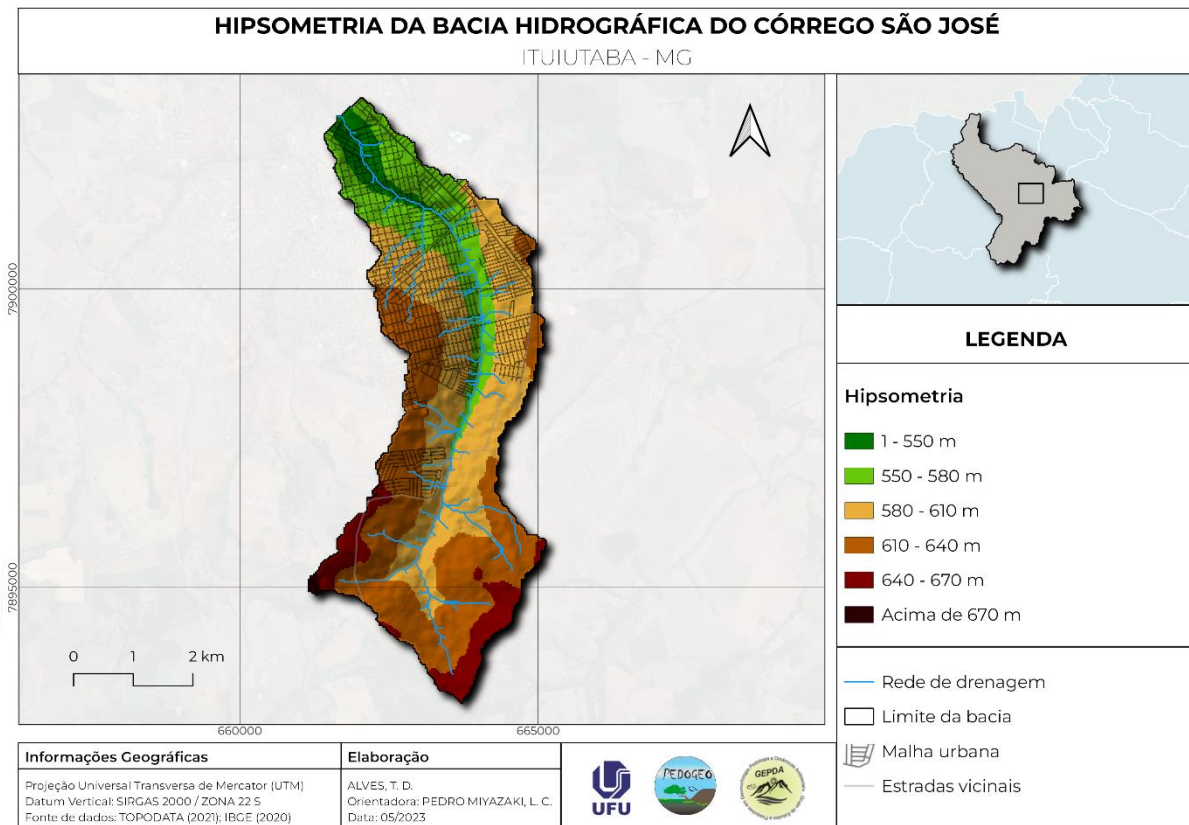 HIPSOMETRIA DA BACIA HIDROGRÁFICA DO CÓRREGO SÃO JOSÉ
ITUIUTABA - MG
7900000
7895000
660000
665000
0 1 2 km
LEGENDA
Hipsometria
1 - 550 m
550 - 580 m
580 - 610 m
610 - 640 m
640 - 670 m
Acima de 670 m
Rede de drenagem
Limite da bacia
Malha urbana
Estradas vicinais
Informações Geográficas
Projeção Universal Transversa de Mercator (UTM)
Datum Vertical: SIRGAS 2000 / ZONA 22 S
Fonte de dados: TOPODATA (2021); IBGE (2020)
Elaboração
ALVES, T. D.
Orientadora: PEDRO MIYAZAKI, L. C.
Data: 05/2023
UFU
PEDOGEO
GEPDA